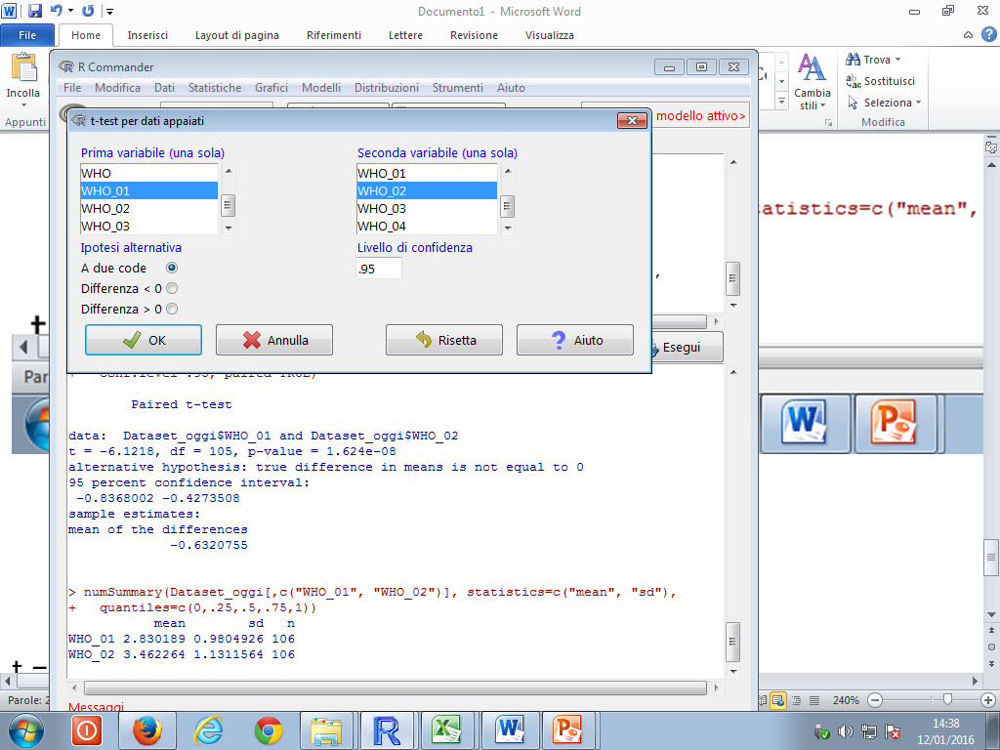 Documento1 - Microsoft Word
File Home Inserisci Layout di pagina Riferimenti Lettere Revisione Visualizza
Incolla
Appunti
Cambia
stili
Trova
Sostituisci
Seleziona
Modifica
R Commander
File Modifica Dati Statistiche Grafici Modelli Distribuzioni Strumenti Aiuto
modello attivo>
t-test per dati appaiati
Prima variabile (una sola) Seconda variabile (una sola)
WHO WHO_01
WHO_01 WHO_02
WHO_02 WHO_03
WHO_03 WHO_04
Ipotesi alternativa Livello di confidenza
A due code .95
Differenza < 0
Differenza > 0
OK Annulla Risetta Aiuto
Esegui
tatistics=c("mean",
Par
Paired t-test
data: Dataset_oggi$WHO_01 and Dataset_oggi$WHO_02
t = -6.1218, df = 105, p-value = 1.624e-08
alternative hypothesis: true difference in means is not equal to 0
95 percent confidence interval:
-0.8368002 -0.4273508
sample estimates:
mean of the differences
-0.6320755
> numSummary(Dataset_oggi[,c("WHO_01", "WHO_02")], statistics=c("mean", "sd"),
+ quantiles=c(0,.25,.5,.75,1))
mean sd n
WHO_01 2.830189 0.9804926 106
WHO_02 3.462264 1.1311564 106
Messaggi
Parole: 2
240%
14:38
12/01/2016